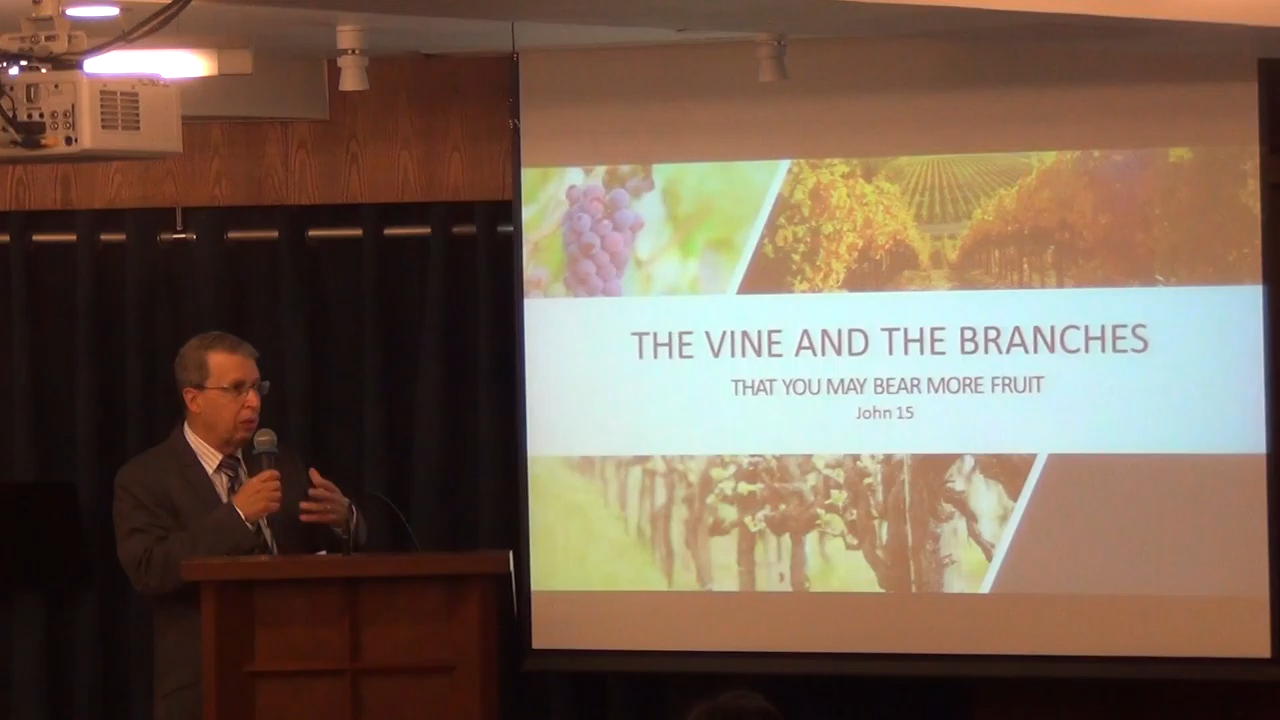 THE VINE AND THE BRANCHES
THAT YOU MAY BEAR MORE FRUIT
John 15